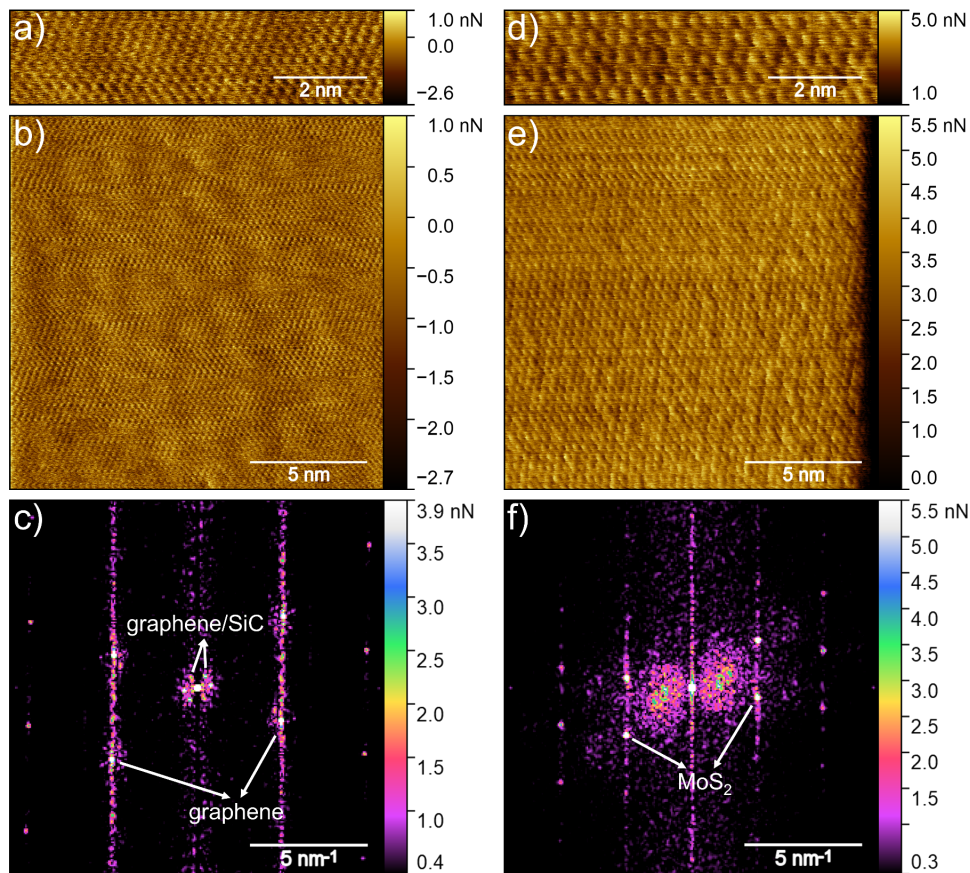 a)
2 nm
1.0 nN
0.0
−2.6
d)
2 nm
5.0 nN
1.0
b)
5 nm
1.0 nN
0.5
0.0
−0.5
−1.0
−1.5
−2.0
−2.7
e)
5 nm
5.5 nN
5.0
4.5
4.0
3.5
3.0
2.5
2.0
1.5
1.0
0.0
c)
graphene/SiC
graphene
5 nm-1
3.9 nN
3.5
3.0
2.5
2.0
1.5
1.0
0.4
f)
MoS2
5 nm-1
5.5 nN
5.0
4.5
4.0
3.5
3.0
2.5
2.0
1.5
1.0
0.3